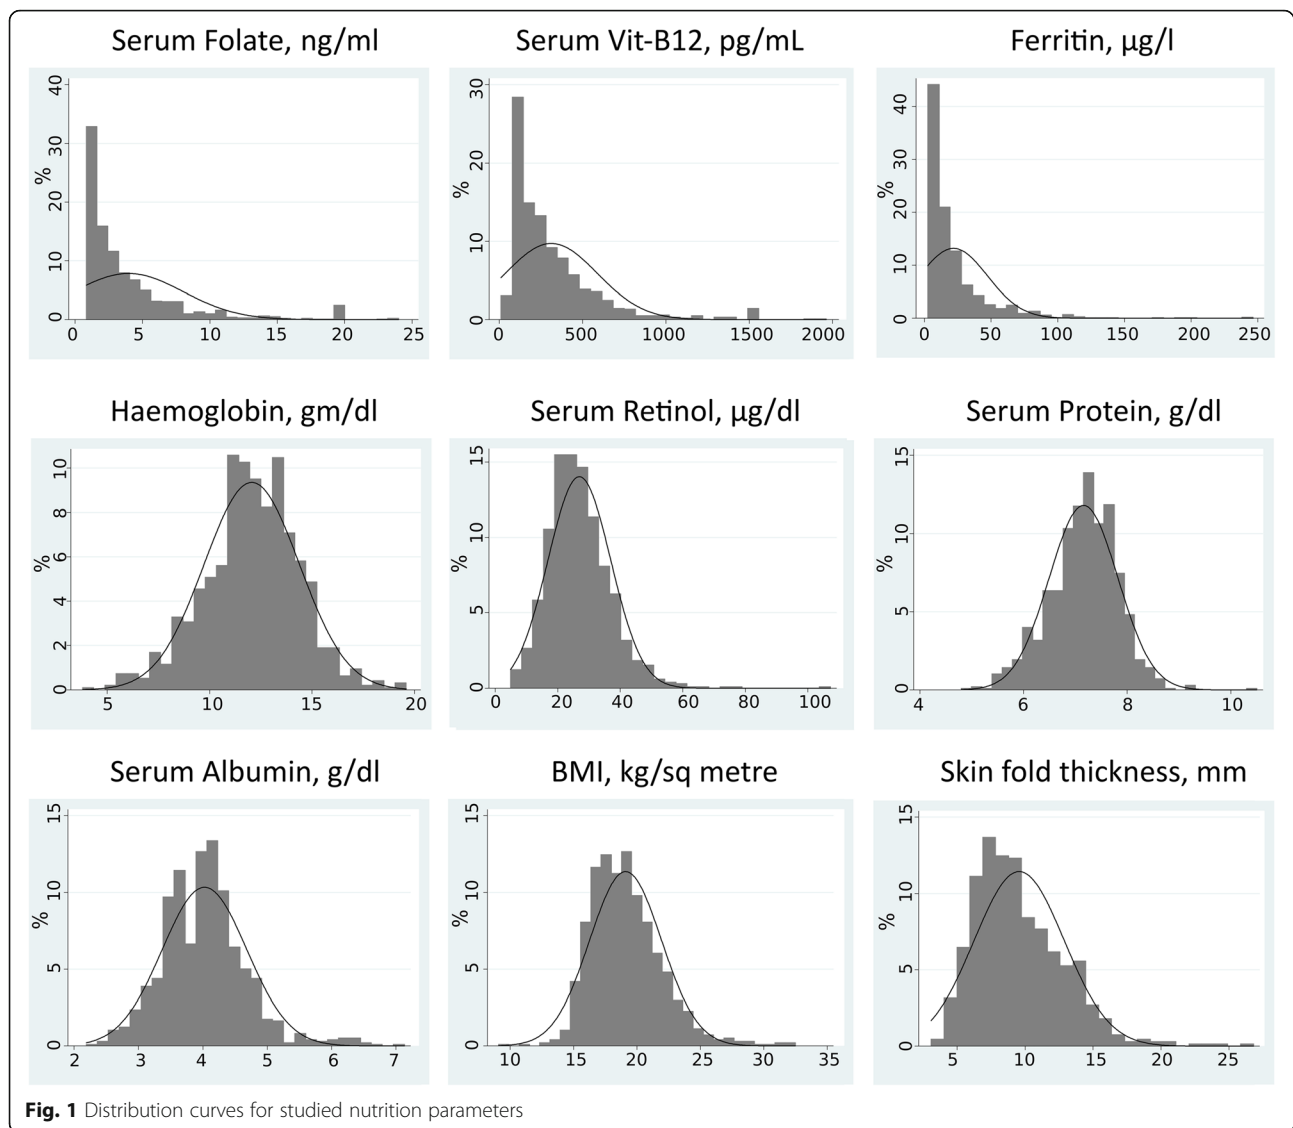 Serum Folate, ng/ml
%
40
30
20
10
0
0 5 10 15 20 25
Serum Vit-B12, pg/mL
%
30
20
10
0
0 500 1000 1500 2000
Ferritin, µg/l
%
40
30
20
10
0
0 50 100 150 200 250
Haemoglobin, gm/dl
%
10
8
6
4
2
0
5 10 15 20
Serum Retinol, µg/dl
%
15
10
5
0
0 20 40 60 80 100
Serum Protein, g/dl
%
15
10
5
0
4 6 8 10
Serum Albumin, g/dl
%
15
10
5
0
2 3 4 5 6 7
BMI, kg/sq metre
%
15
10
5
0
10 15 20 25 30 35
Skin fold thickness, mm
%
15
10
5
0
5 10 15 20 25
Fig. 1 Distribution curves for studied nutrition parameters